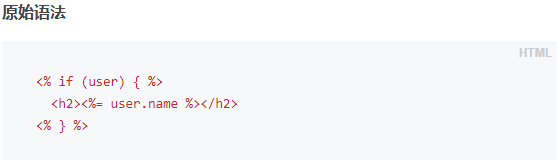 原始语法
HTML
<% if (user) { %>
<h2><%= user.name %></h2>
<% } %>